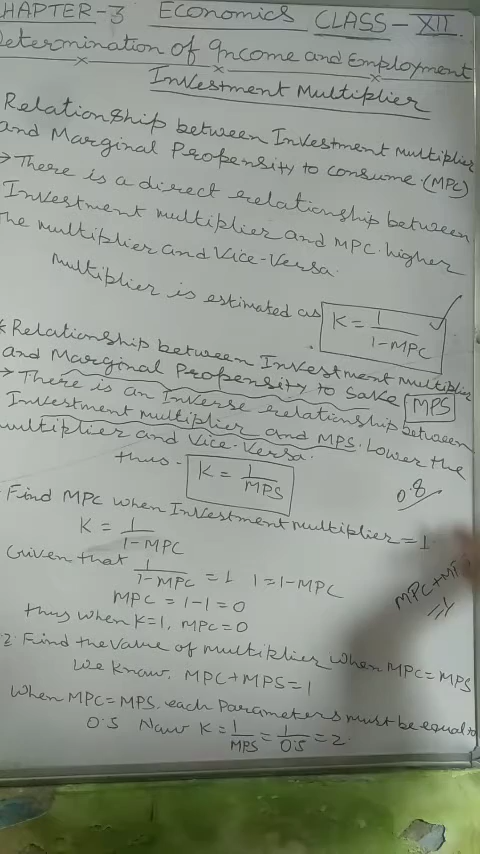 CHAPTER-3 Economics CLASS-XII.
Determination of Income and Employment
Investment Multiplier
Relationship between Investment multiplier
and Marginal Propensity to consume (MPC)
→ There is a direct relationship between
Investment multiplier and MPC. higher
the multiplier and Vice-Versa.
multiplier is estimated as K = 1/1-MPC ✓
* Relationship between Investment Multiplier
and Marginal Propensity to Sake MPS
→ There is an Inverse relationship between
Investment multiplier and MPS. Lower the
multiplier and Vice-Versa.
thus - K = 1/MPS
0.8
Find MPC when Investment multiplier = 1.
K = 1/1-MPC
Given that 1/1-MPC = 1 1 = 1-MPC
MPC = 1-1 = 0
MPC + MPS
= 1
thus when K=1, MPC=0
2. Find the value of multiplier when MPC = MPS
We know. MPC + MPS = 1
When MPC = MPS. each Parameters must be equal to
0.5 Naw K = 1/MPS = 1/0.5 = 2.